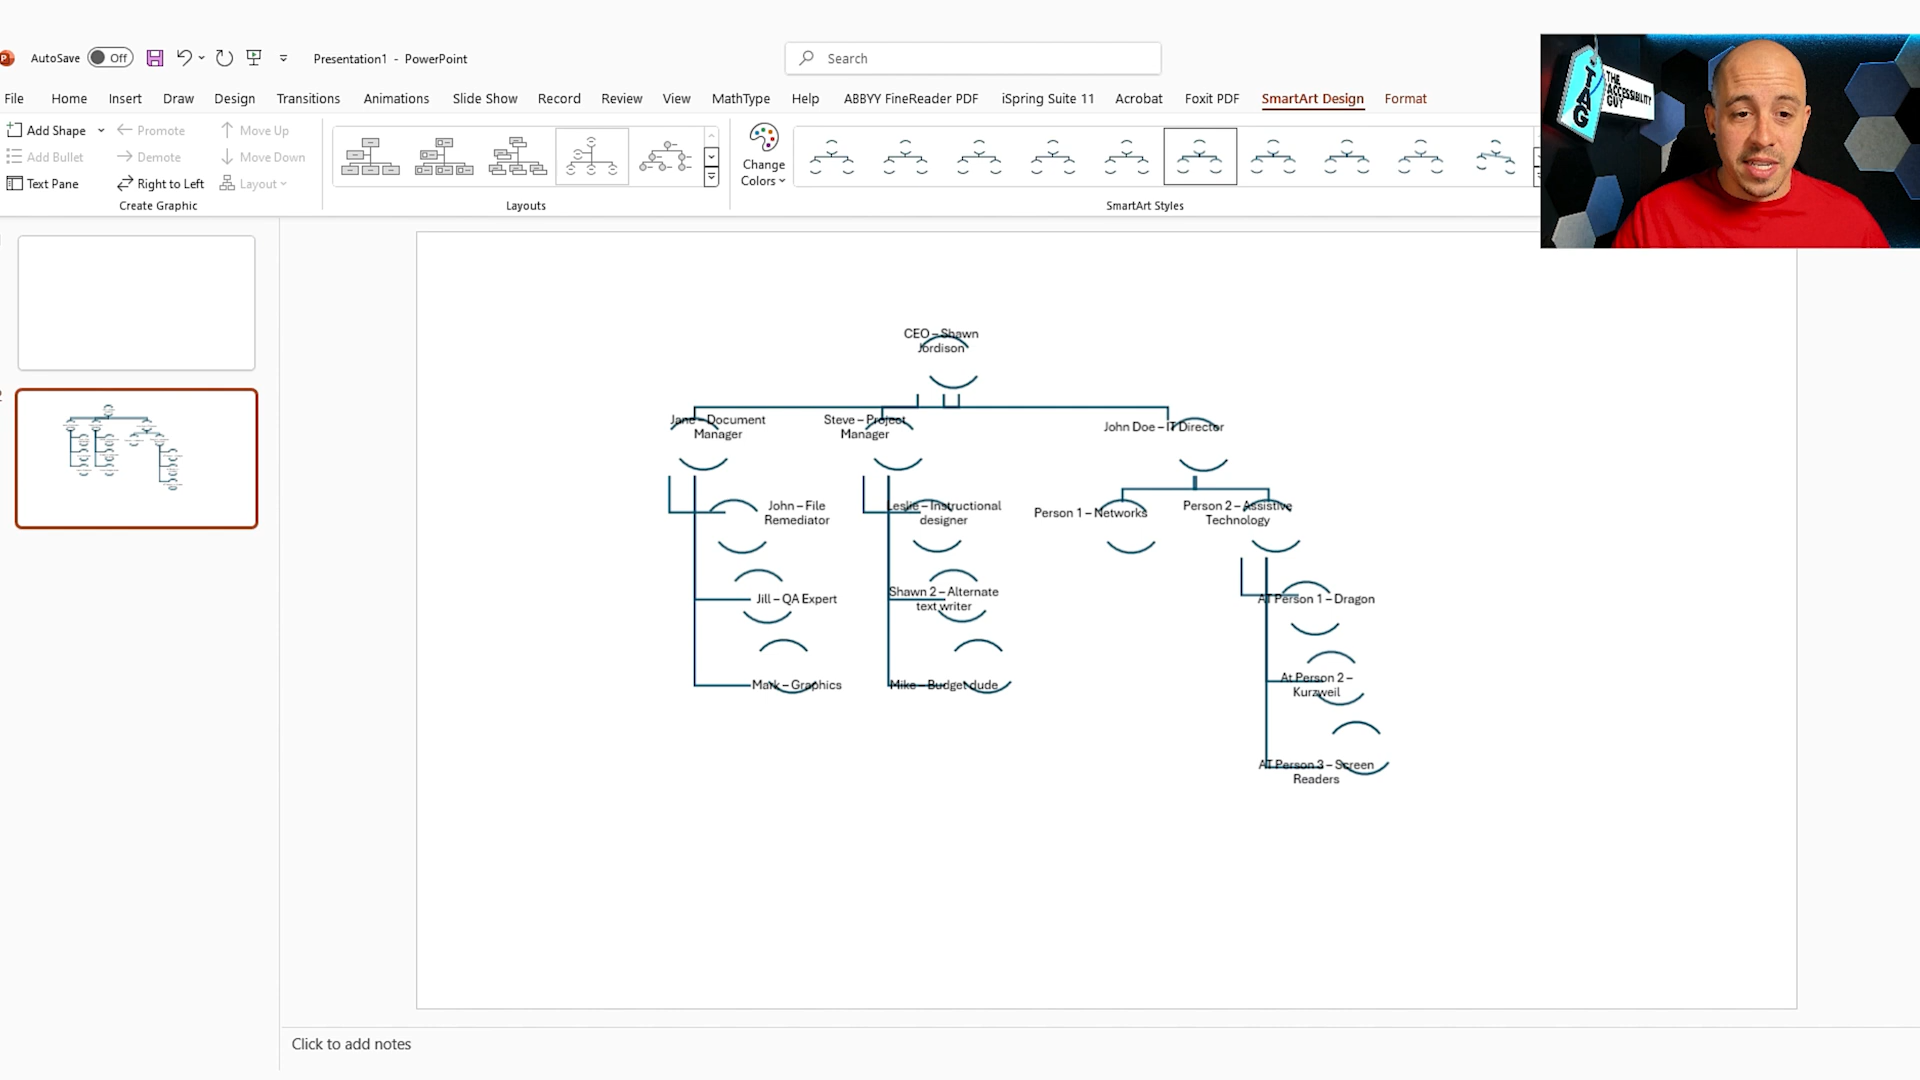 AutoSave Off Presentation1 - PowerPoint Search
File Home Insert Draw Design Transitions Animations Slide Show Record Review View MathType Help ABBYY FineReader PDF iSpring Suite 11 Acrobat Foxit PDF SmartArt Design Format
Add Shape Promote Move Up
Add Bullet Demote Move Down
Text Pane Right to Left Layout
Create Graphic
Layouts
Change
Colors
SmartArt Styles
TAG
THE
ACCESSIBILITY
GUY
CEO – Shawn
Jordison
Jane – Document
Manager
Steve – Project
Manager
John Doe – IT Director
John – File
Remediator
Leslie – Instructional
designer
Person 1 – Networks
Person 2 – Assistive
Technology
Jill – QA Expert
Shawn 2 – Alternate
text writer
AT Person 1 – Dragon
Mark – Graphics
Mike – Budget dude
At Person 2 –
Kurzweil
AT Person 3 – Screen
Readers
Click to add notes